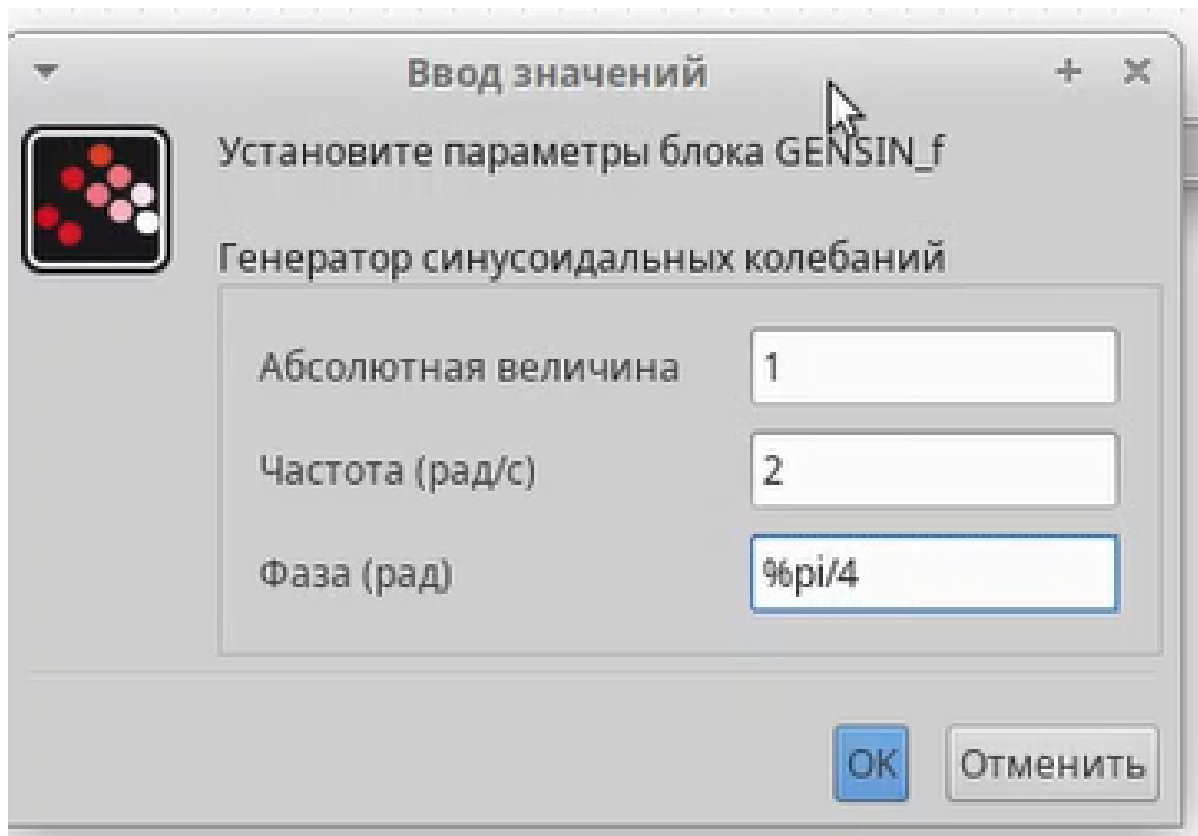 Ввод значений
Установите параметры блока GENSIN_f
Генератор синусоидальных колебаний
Абсолютная величина 1
Частота (рад/с) 2
Фаза (рад) %pi/4
OK Отменить